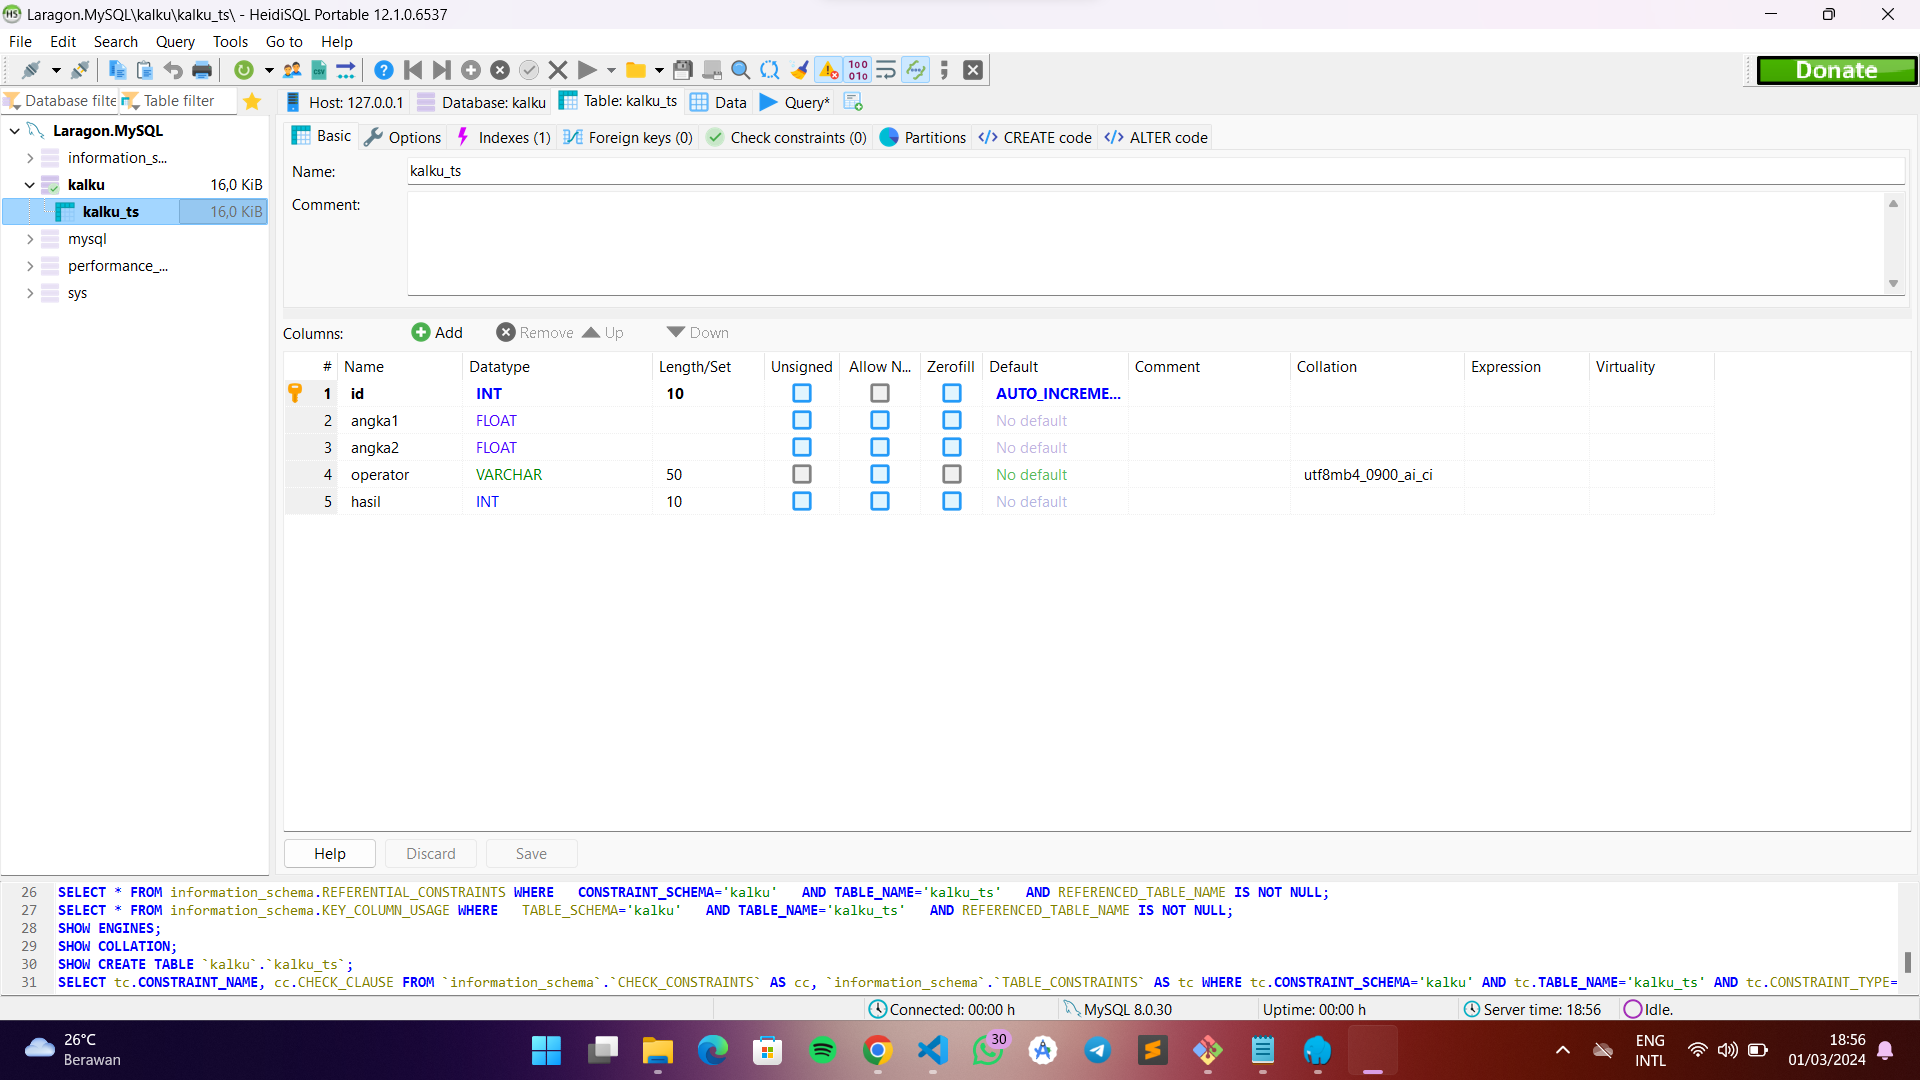 Laragon.MySQL\kalku\kalku_ts\ - HeidiSQL Portable 12.1.0.6537
File Edit Search Query Tools Go to Help
Donate
Database filte Table filter
Host: 127.0.0.1 Database: kalku Table: kalku_ts Data Query*
Laragon.MySQL
information_s...
kalku 16,0 KiB
kalku_ts 16,0 KiB
mysql
performance_...
sys
Basic Options Indexes (1) Foreign keys (0) Check constraints (0) Partitions CREATE code ALTER code
Name: kalku_ts
Comment:
Columns: Add Remove Up Down
# Name Datatype Length/Set Unsigned Allow N... Zerofill Default Comment Collation Expression Virtuality
1 id INT 10 AUTO_INCREME...
2 angka1 FLOAT No default
3 angka2 FLOAT No default
4 operator VARCHAR 50 No default utf8mb4_0900_ai_ci
5 hasil INT 10 No default
Help Discard Save
26 SELECT * FROM information_schema.REFERENTIAL_CONSTRAINTS WHERE CONSTRAINT_SCHEMA='kalku' AND TABLE_NAME='kalku_ts' AND REFERENCED_TABLE_NAME IS NOT NULL;
27 SELECT * FROM information_schema.KEY_COLUMN_USAGE WHERE TABLE_SCHEMA='kalku' AND TABLE_NAME='kalku_ts' AND REFERENCED_TABLE_NAME IS NOT NULL;
28 SHOW ENGINES;
29 SHOW COLLATION;
30 SHOW CREATE TABLE `kalku`.`kalku_ts`;
31 SELECT tc.CONSTRAINT_NAME, cc.CHECK_CLAUSE FROM `information_schema`.`CHECK_CONSTRAINTS` AS cc, `information_schema`.`TABLE_CONSTRAINTS` AS tc WHERE tc.CONSTRAINT_SCHEMA='kalku' AND tc.TABLE_NAME='kalku_ts' AND tc.CONSTRAINT_TYPE=
Connected: 00:00 h MySQL 8.0.30 Uptime: 00:00 h Server time: 18:56 Idle.
26°C
Berawan
30
ENG
INTL
18:56
01/03/2024